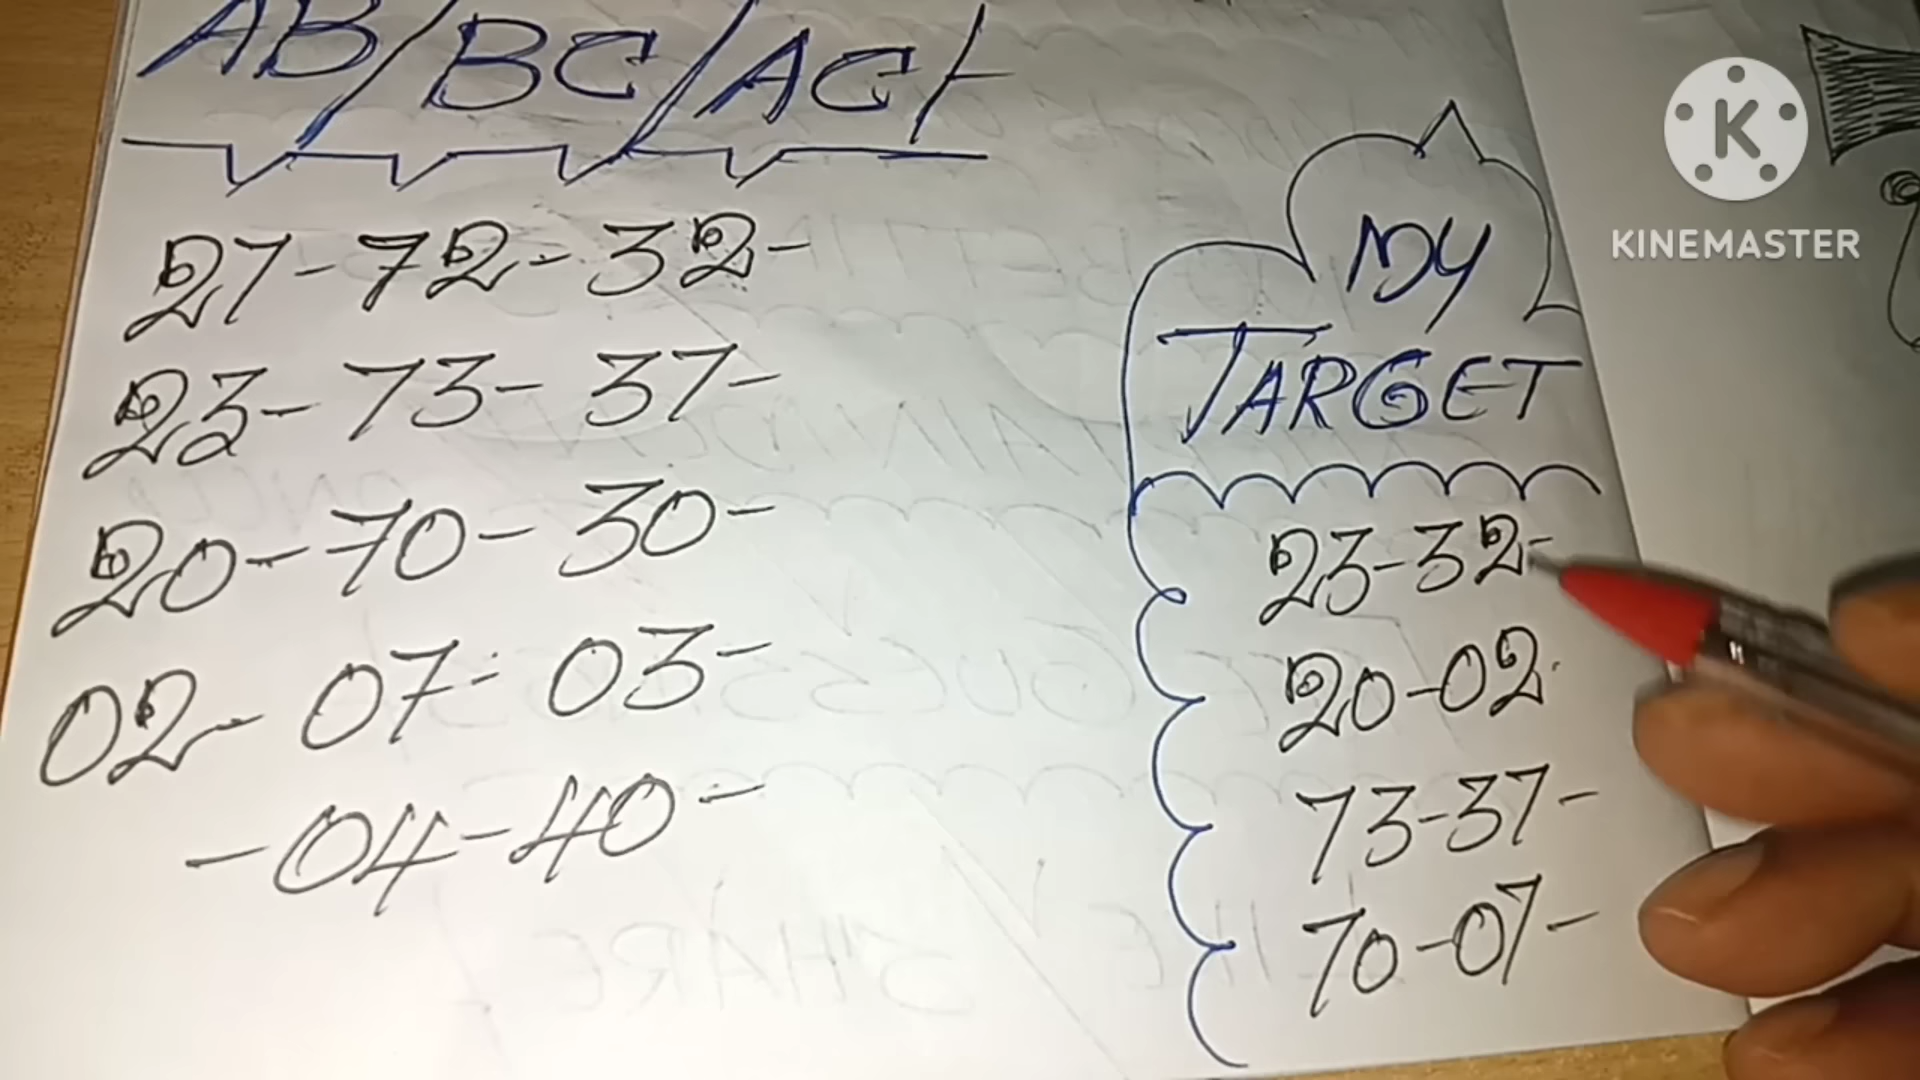 AB/BC/AC/-
27-72-32-
23-73-37-
20-70-30-
02-07-03-
-04-40-
MY
TARGET
23-32-
20-02-
73-37-
70-07-
K
KINEMASTER